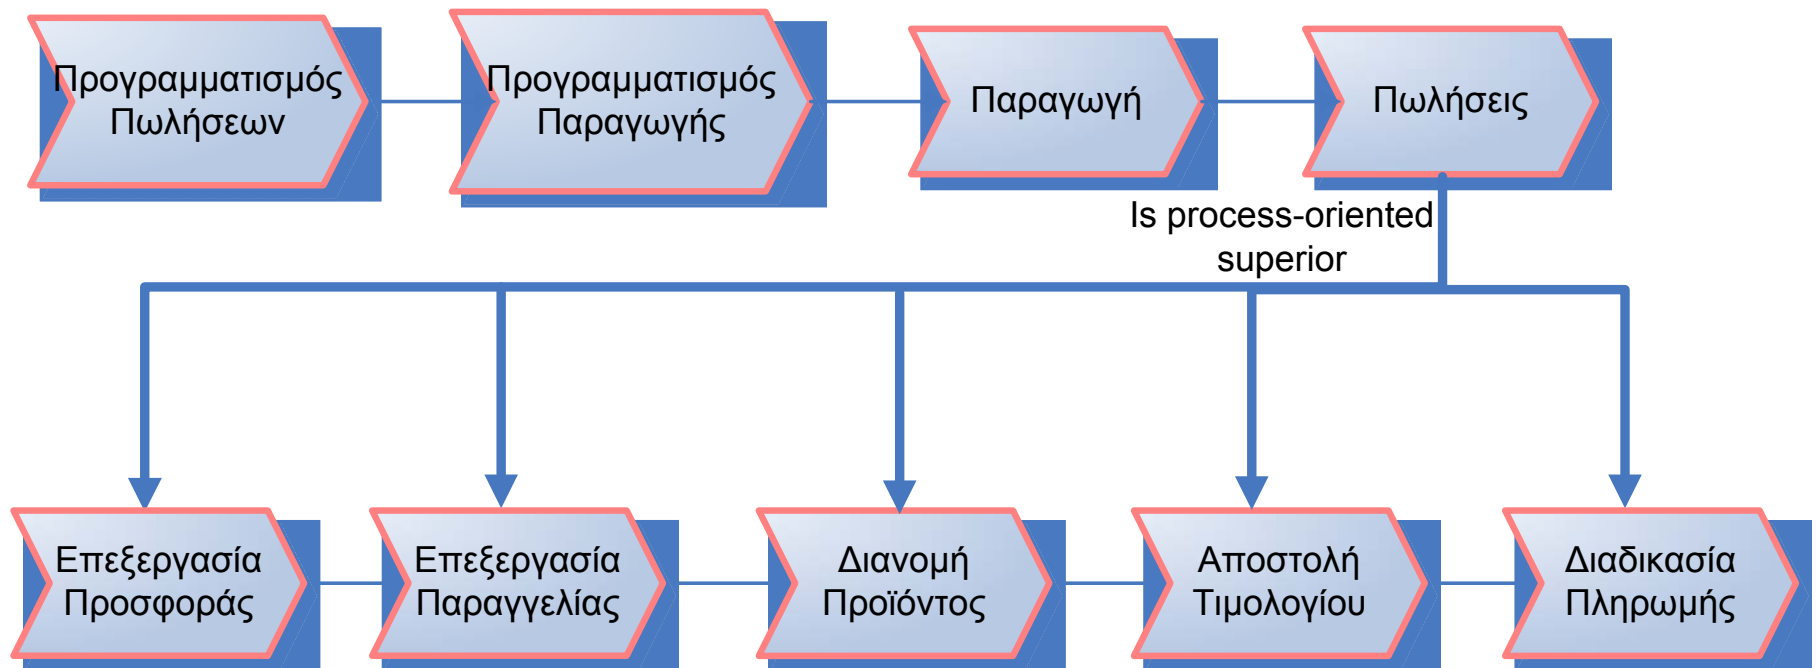 Προγραμματισμός
Πωλήσεων
Προγραμματισμός
Παραγωγής
Παραγωγή
Πωλήσεις
Is process-oriented
superior
Επεξεργασία
Προσφοράς
Επεξεργασία
Παραγγελίας
Διανομή
Προϊόντος
Αποστολή
Τιμολογίου
Διαδικασία
Πληρωμής